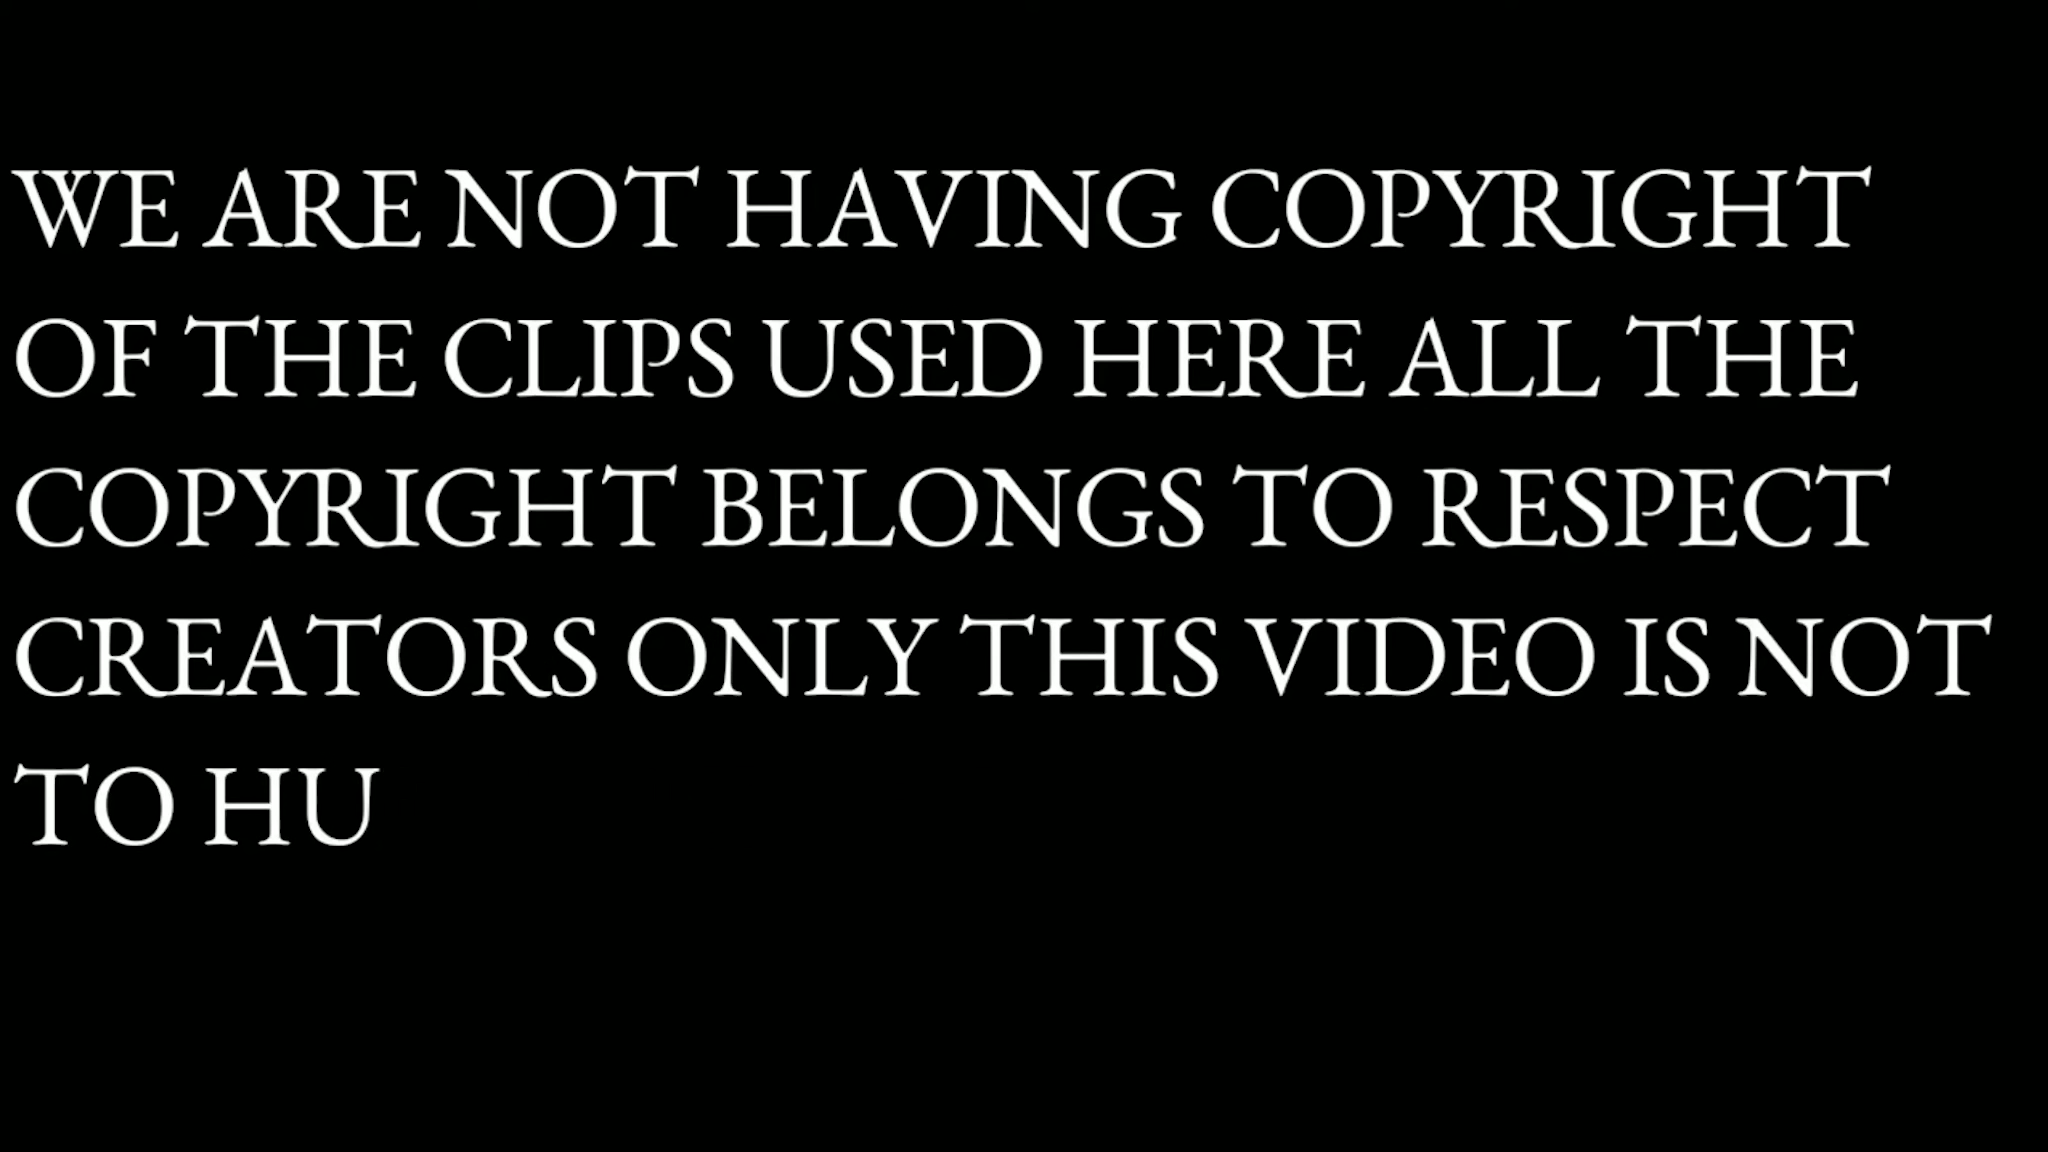 WE ARE NOT HAVING COPYRIGHT
OF THE CLIPS USED HERE ALL THE
COPYRIGHT BELONGS TO RESPECT
CREATORS ONLY THIS VIDEO IS NOT
TO HU